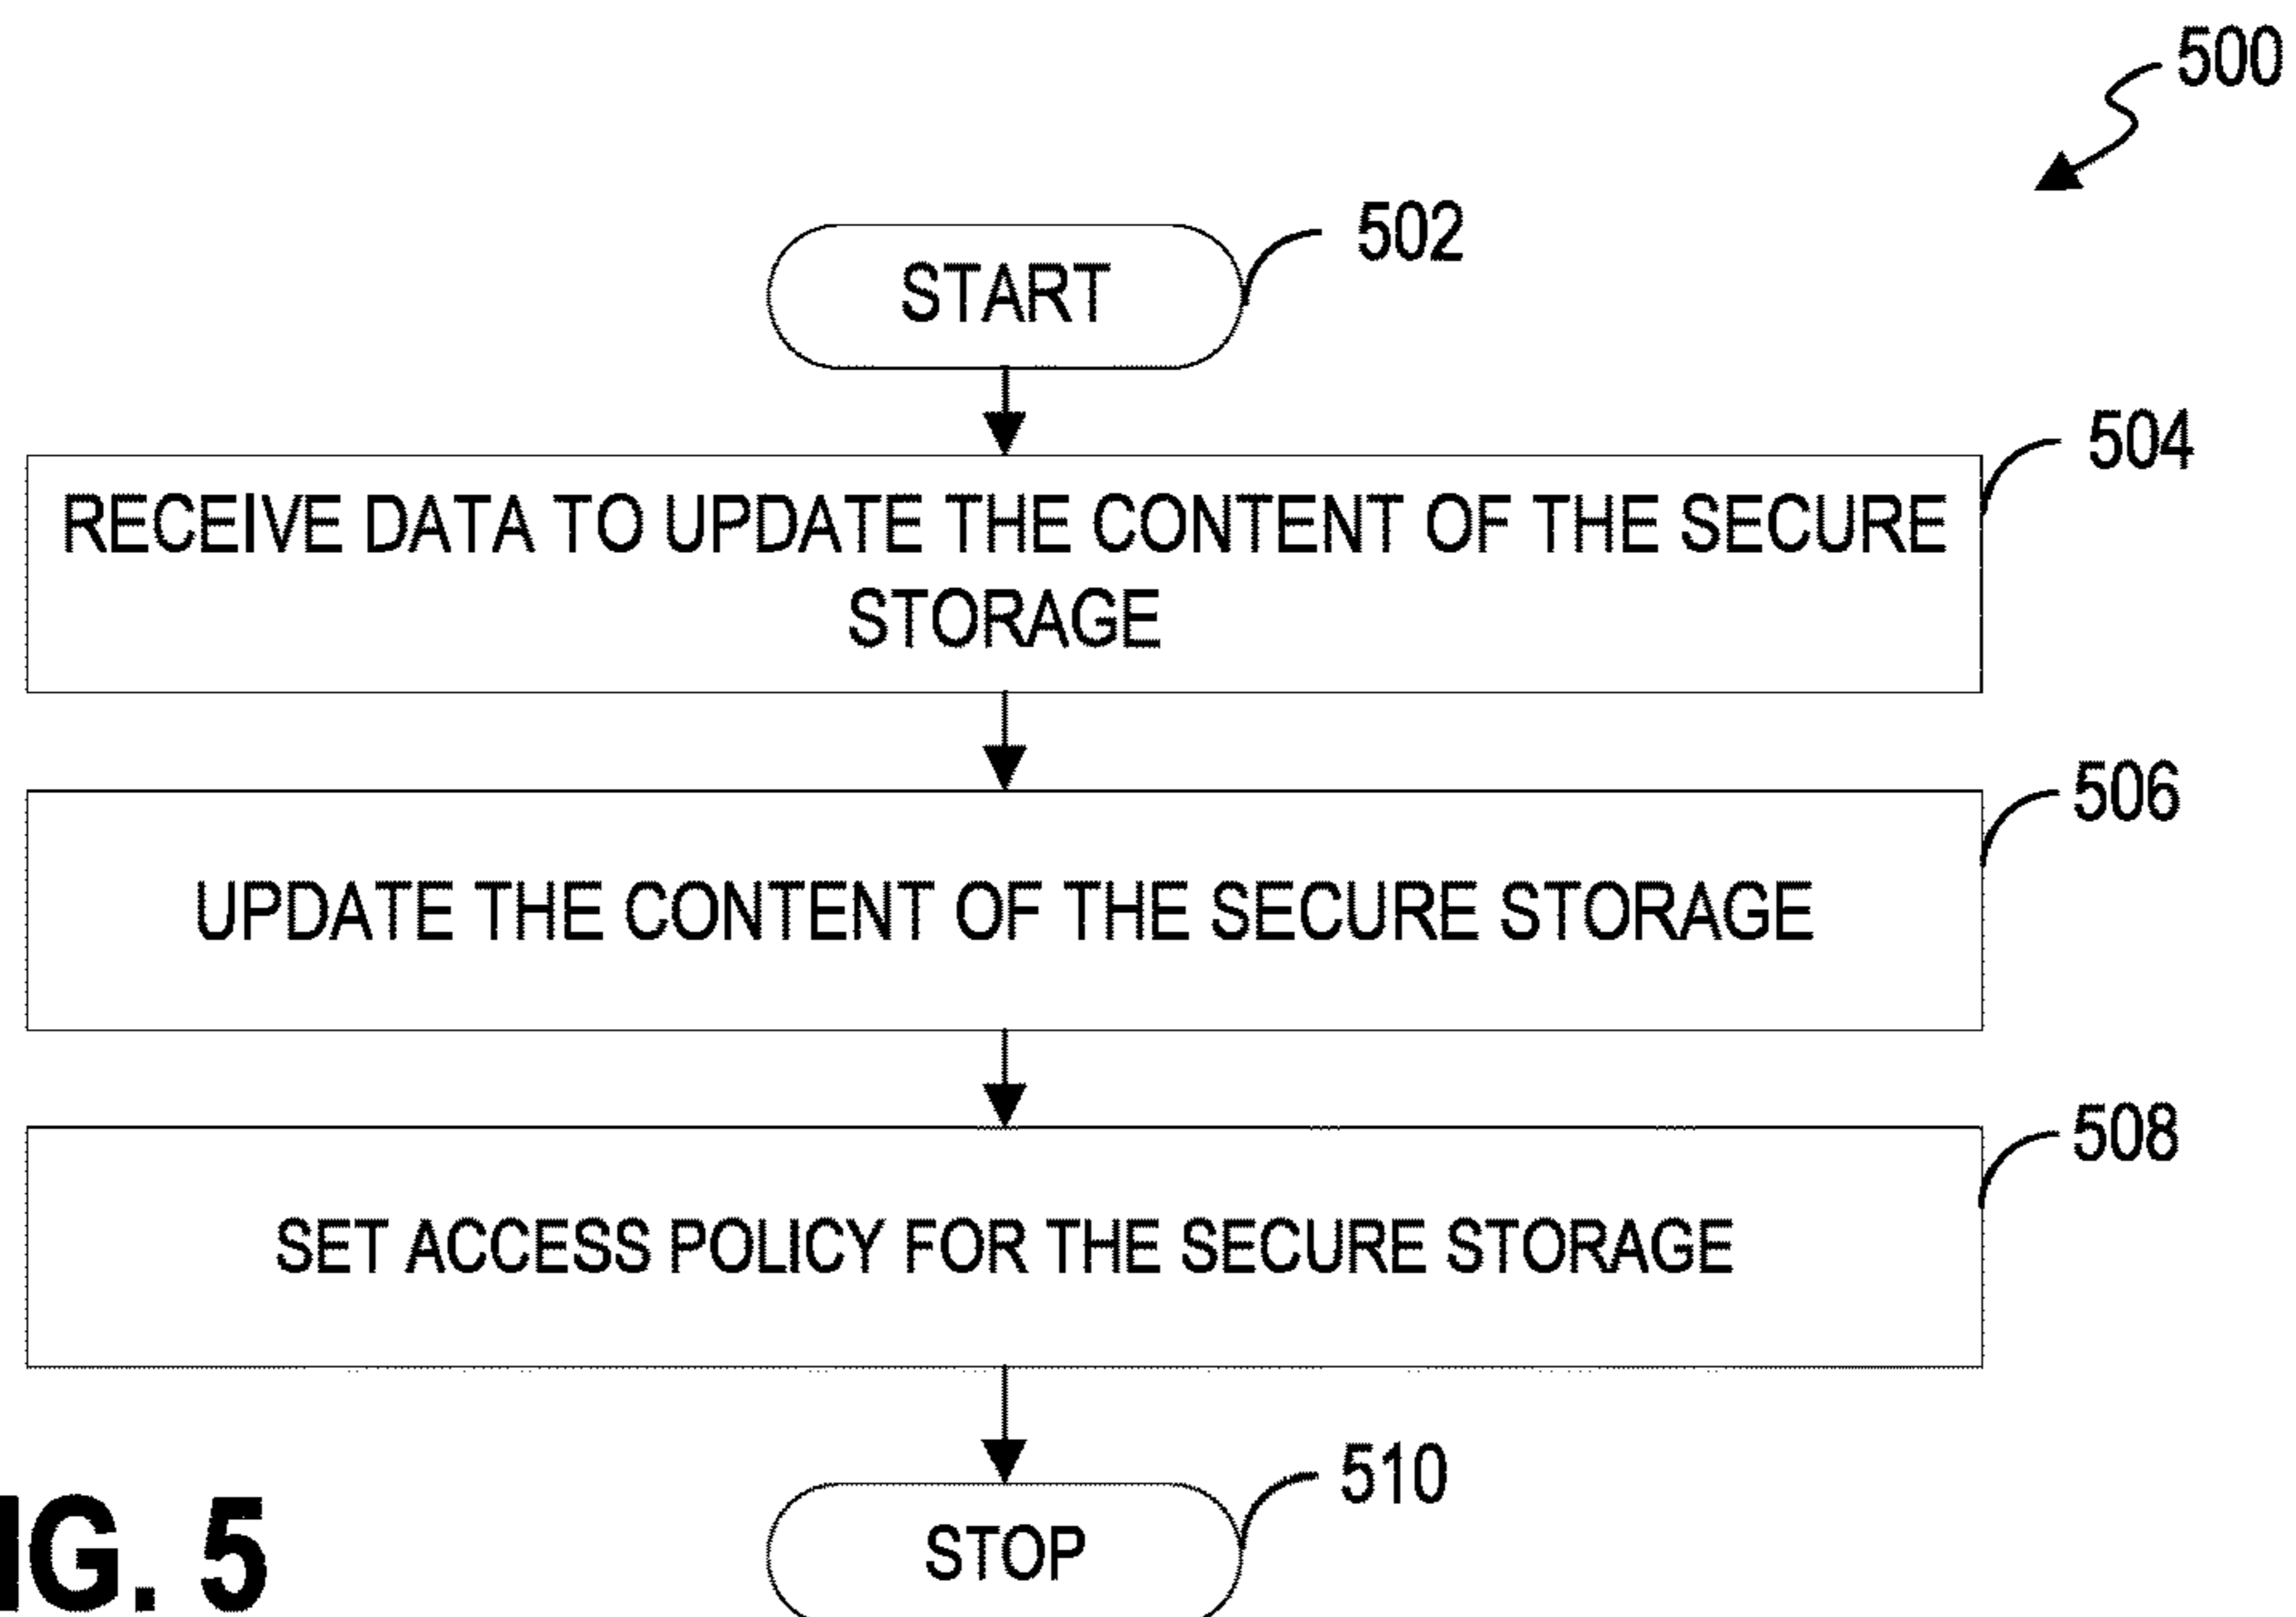 500
502
START
504
RECEIVE DATA TO UPDATE THE CONTENT OF THE SECURE
STORAGE
506
UPDATE THE CONTENT OF THE SECURE STORAGE
508
SET ACCESS POLICY FOR THE SECURE STORAGE
510
STOP
IG. 5